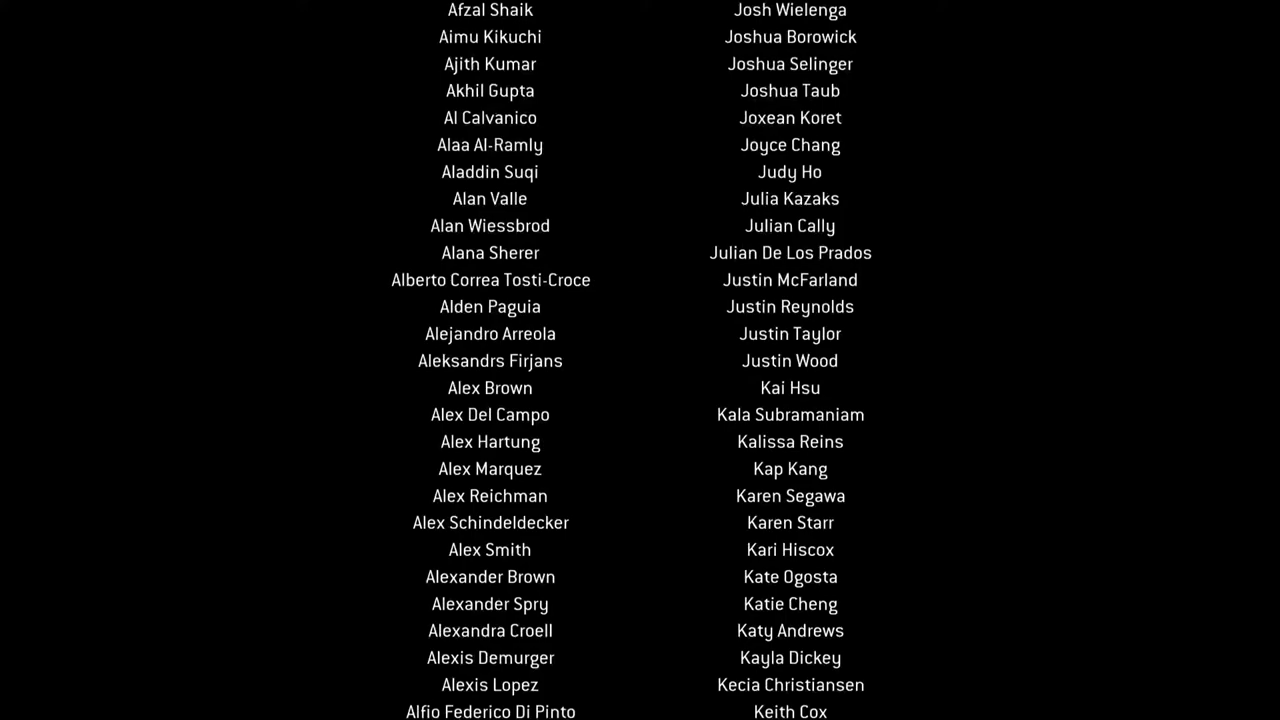 Afzal Shaik
Aimu Kikuchi
Ajith Kumar
Akhil Gupta
Al Calvanico
Alaa Al-Ramly
Aladdin Suqi
Alan Valle
Alan Wiessbrod
Alana Sherer
Alberto Correa Tosti-Croce
Alden Paguia
Alejandro Arreola
Aleksandrs Firjans
Alex Brown
Alex Del Campo
Alex Hartung
Alex Marquez
Alex Reichman
Alex Schindeldecker
Alex Smith
Alexander Brown
Alexander Spry
Alexandra Croell
Alexis Demurger
Alexis Lopez
Alfio Federico Di Pinto
Josh Wielenga
Joshua Borowick
Joshua Selinger
Joshua Taub
Joxean Koret
Joyce Chang
Judy Ho
Julia Kazaks
Julian Cally
Julian De Los Prados
Justin McFarland
Justin Reynolds
Justin Taylor
Justin Wood
Kai Hsu
Kala Subramaniam
Kalissa Reins
Kap Kang
Karen Segawa
Karen Starr
Kari Hiscox
Kate Ogosta
Katie Cheng
Katy Andrews
Kayla Dickey
Kecia Christiansen
Keith Cox